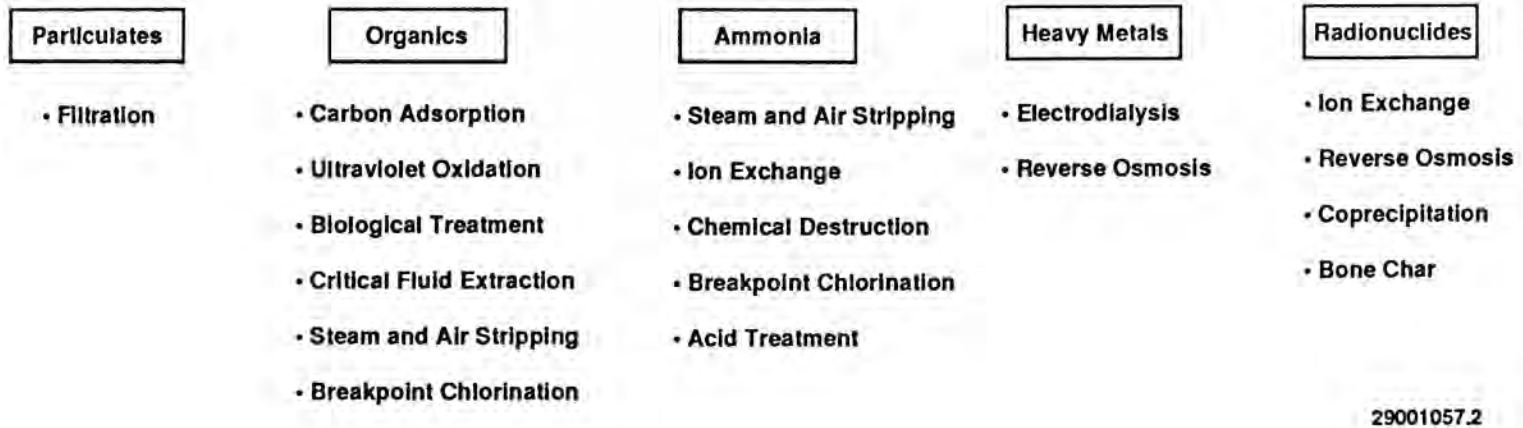 Particulates
• Filtration
Organics
• Carbon Adsorption
• Ultraviolet Oxidation
• Biological Treatment
• Critical Fluid Extraction
• Steam and Air Stripping
• Breakpoint Chlorination
Ammonia
• Steam and Air Stripping
• Ion Exchange
• Chemical Destruction
• Breakpoint Chlorination
• Acid Treatment
Heavy Metals
• Electrodialysis
• Reverse Osmosis
Radionuclides
• Ion Exchange
• Reverse Osmosis
• Coprecipitation
• Bone Char
29001057.2